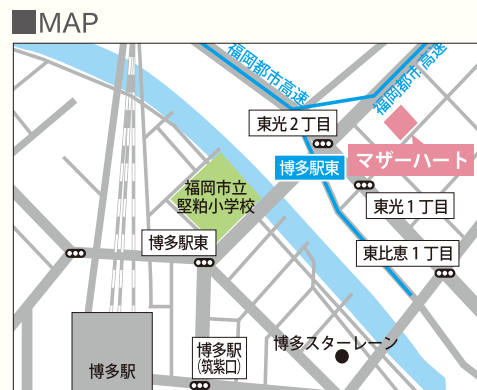 ■MAP
福岡都市高速
福岡都市高速
東光2丁目
博多駅東
マザーハート
福岡市立
堅粕小学校
東光1丁目
博多駅東
東比恵1丁目
博多スターレーン
博多駅
(筑紫口)
博多駅